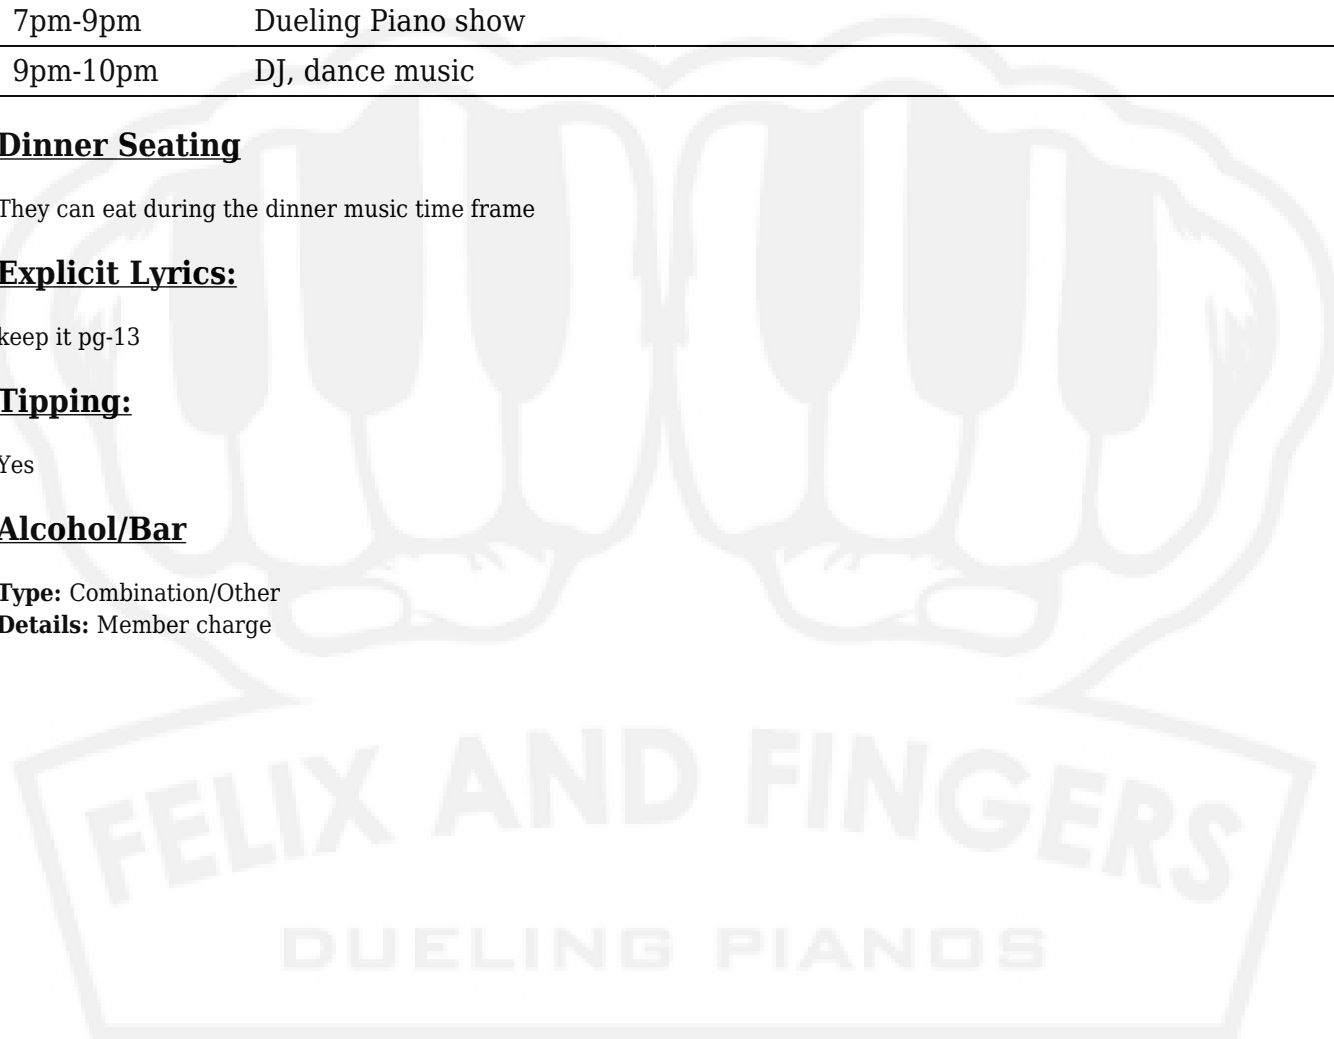 7pm-9pm Dueling Piano show
9pm-10pm DJ, dance music
Dinner Seating
They can eat during the dinner music time frame
Explicit Lyrics:
keep it pg-13
Tipping:
Yes
Alcohol/Bar
Type: Combination/Other
Details: Member charge
FELIX AND FINGERS
DUELING PIANOS